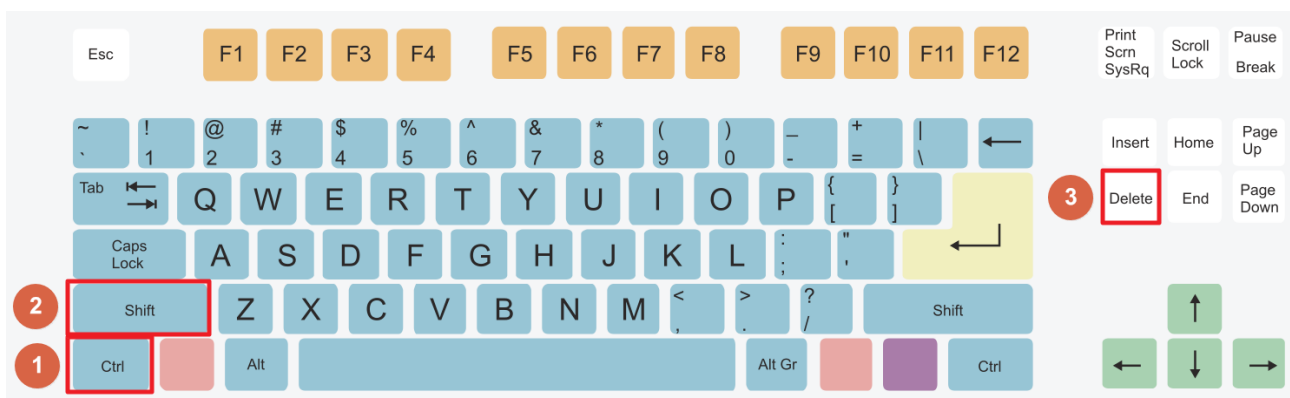 Esc F1 F2 F3 F4 F5 F6 F7 F8 F9 F10 F11 F12 Print Scrn SysRq Scroll Lock Pause Break
~ ! @ # $ % ^ & * ( ) _ + |
` 1 2 3 4 5 6 7 8 9 0 - = \ ← Insert Home Page Up
Tab Q W E R T Y U I O P { [ } ] 3 Delete End Page Down
Caps Lock A S D F G H J K L : ; " '
2 Shift Z X C V B N M < , > . ? / Shift ↑
1 Ctrl Alt Alt Gr Ctrl ← ↓ →